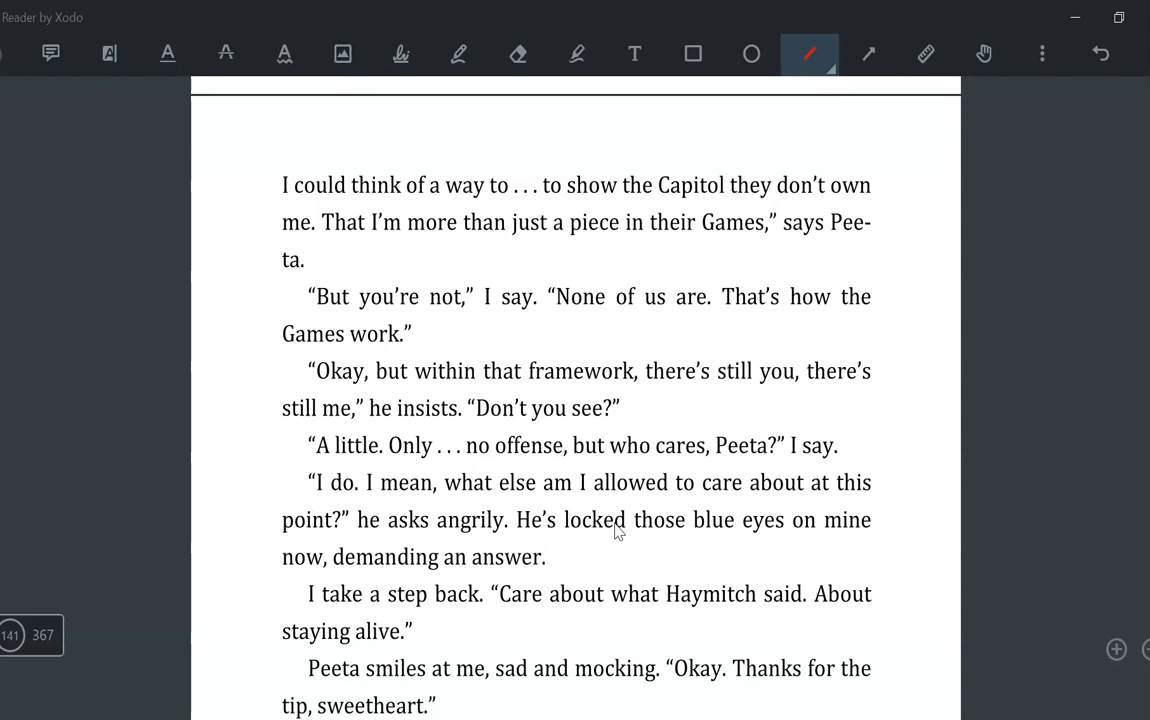 Reader by Xodo
I could think of a way to . . . to show the Capitol they don’t own
me. That I’m more than just a piece in their Games,” says Pee-
ta.
“But you’re not,” I say. “None of us are. That’s how the
Games work.”
“Okay, but within that framework, there’s still you, there’s
still me,” he insists. “Don’t you see?”
“A little. Only . . . no offense, but who cares, Peeta?” I say.
“I do. I mean, what else am I allowed to care about at this
point?” he asks angrily. He’s locked those blue eyes on mine
now, demanding an answer.
I take a step back. “Care about what Haymitch said. About
staying alive.”
141 367
Peeta smiles at me, sad and mocking. “Okay. Thanks for the
tip, sweetheart.”